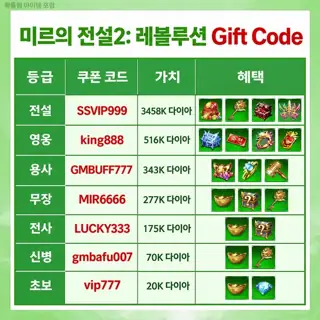 미르의 전설2: 레볼루션 Gift Code
등급 쿠폰 코드 가치 혜택
전설 SSVIP999 3458K 다이아
영웅 king888 516K 다이아
용사 GMBUFF777 343K 다이아
무장 MIR6666 277K 다이아
전사 LUCKY333 175K 다이아
신병 gmbafu007 70K 다이아
초보 vip777 20K 다이아